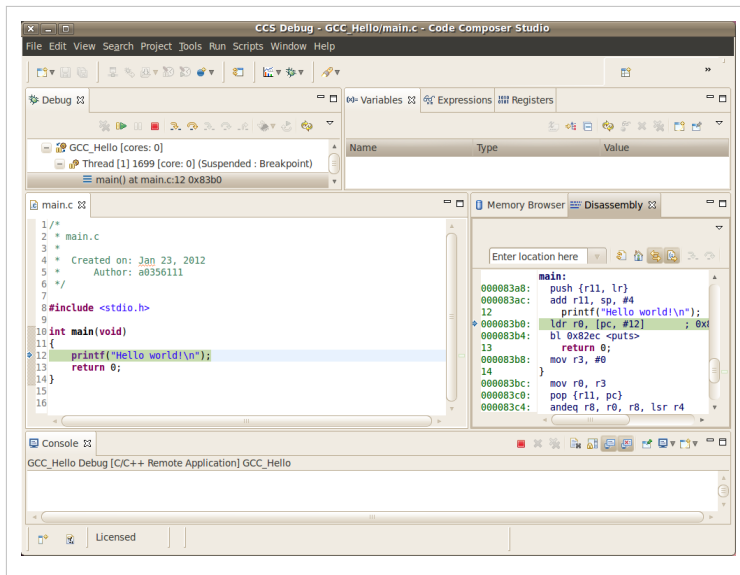 CCS Debug - GCC_Hello/main.c - Code Composer Studio
File Edit View Search Project Tools Run Scripts Window Help
Debug
Variables Expressions Registers
GCC_Hello [cores: 0]
Thread [1] 1699 [core: 0] (Suspended : Breakpoint)
main() at main.c:12 0x83b0
Name Type Value
main.c
1 /*
2 * main.c
3 *
4 * Created on: Jan 23, 2012
5 * Author: a0356111
6 */
7
8 #include <stdio.h>
9
10 int main(void)
11 {
12 printf("Hello world!\n");
13 return 0;
14 }
15
16
Memory Browser Disassembly
Enter location here
main:
000083a8: push {r11, lr}
000083ac: add r11, sp, #4
12 printf("Hello world!\n");
000083b0: ldr r0, [pc, #12] ; 0x8
000083b4: bl 0x82ec <puts>
13 return 0;
000083b8: mov r3, #0
14 }
000083bc: mov r0, r3
000083c0: pop {r11, pc}
000083c4: andeq r8, r0, r8, lsr r4
Console
GCC_Hello Debug [C/C++ Remote Application] GCC_Hello
Licensed